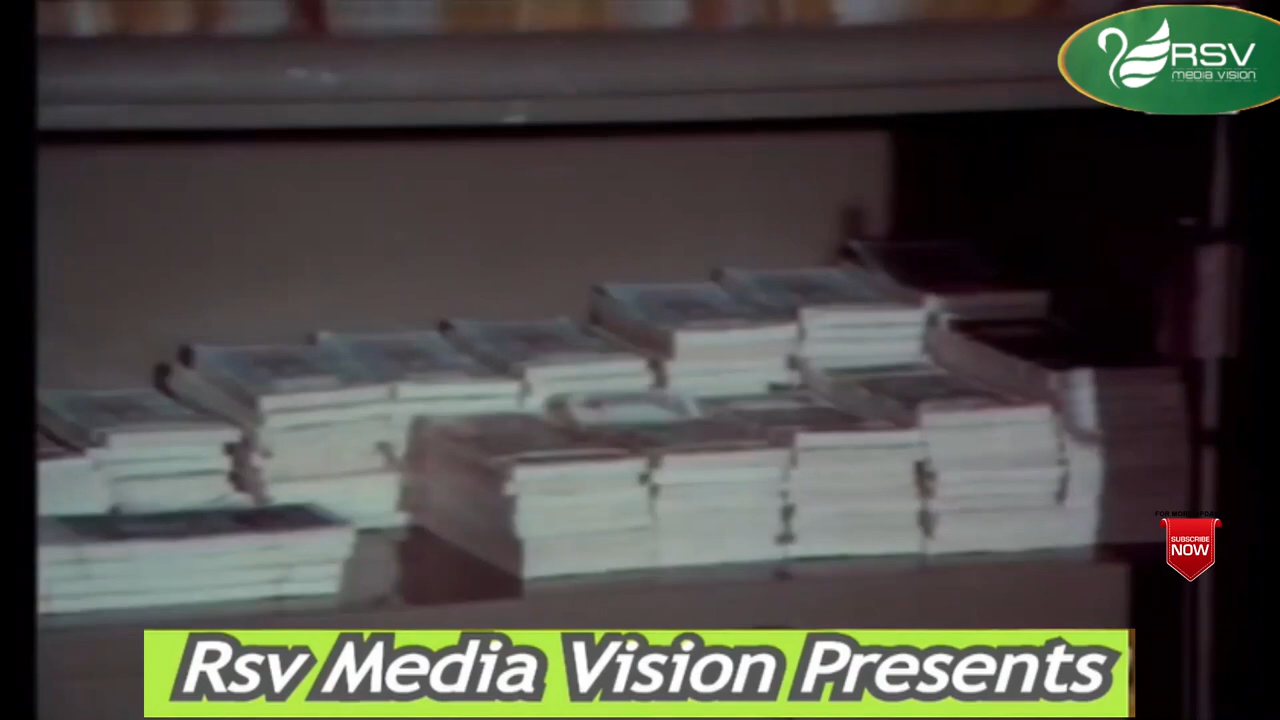 RSV
media vision
SUBSCRIBE
NOW
Rsv Media Vision Presents